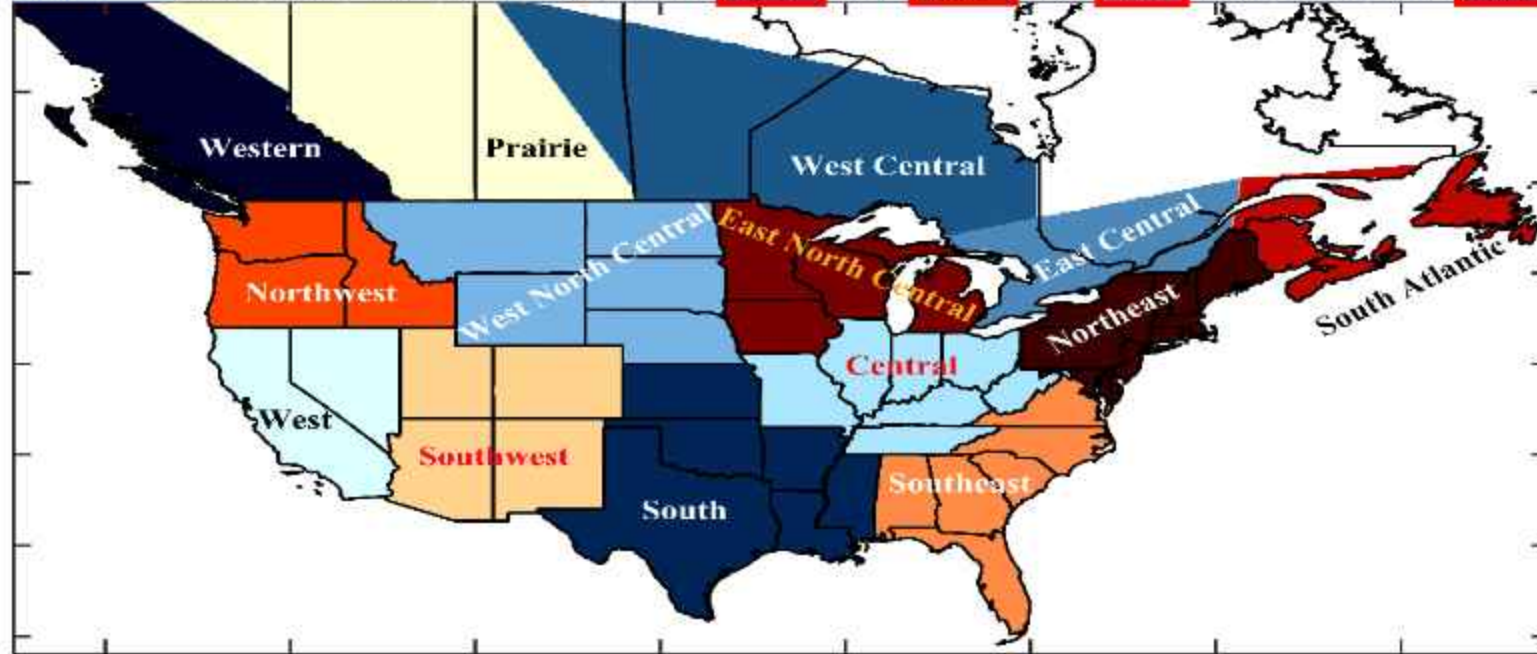 Western
Prairie
West Central
East Central
South Atlantic
Northwest
West North Central
East North Central
Northeast
Central
West
Southwest
Southeast
South